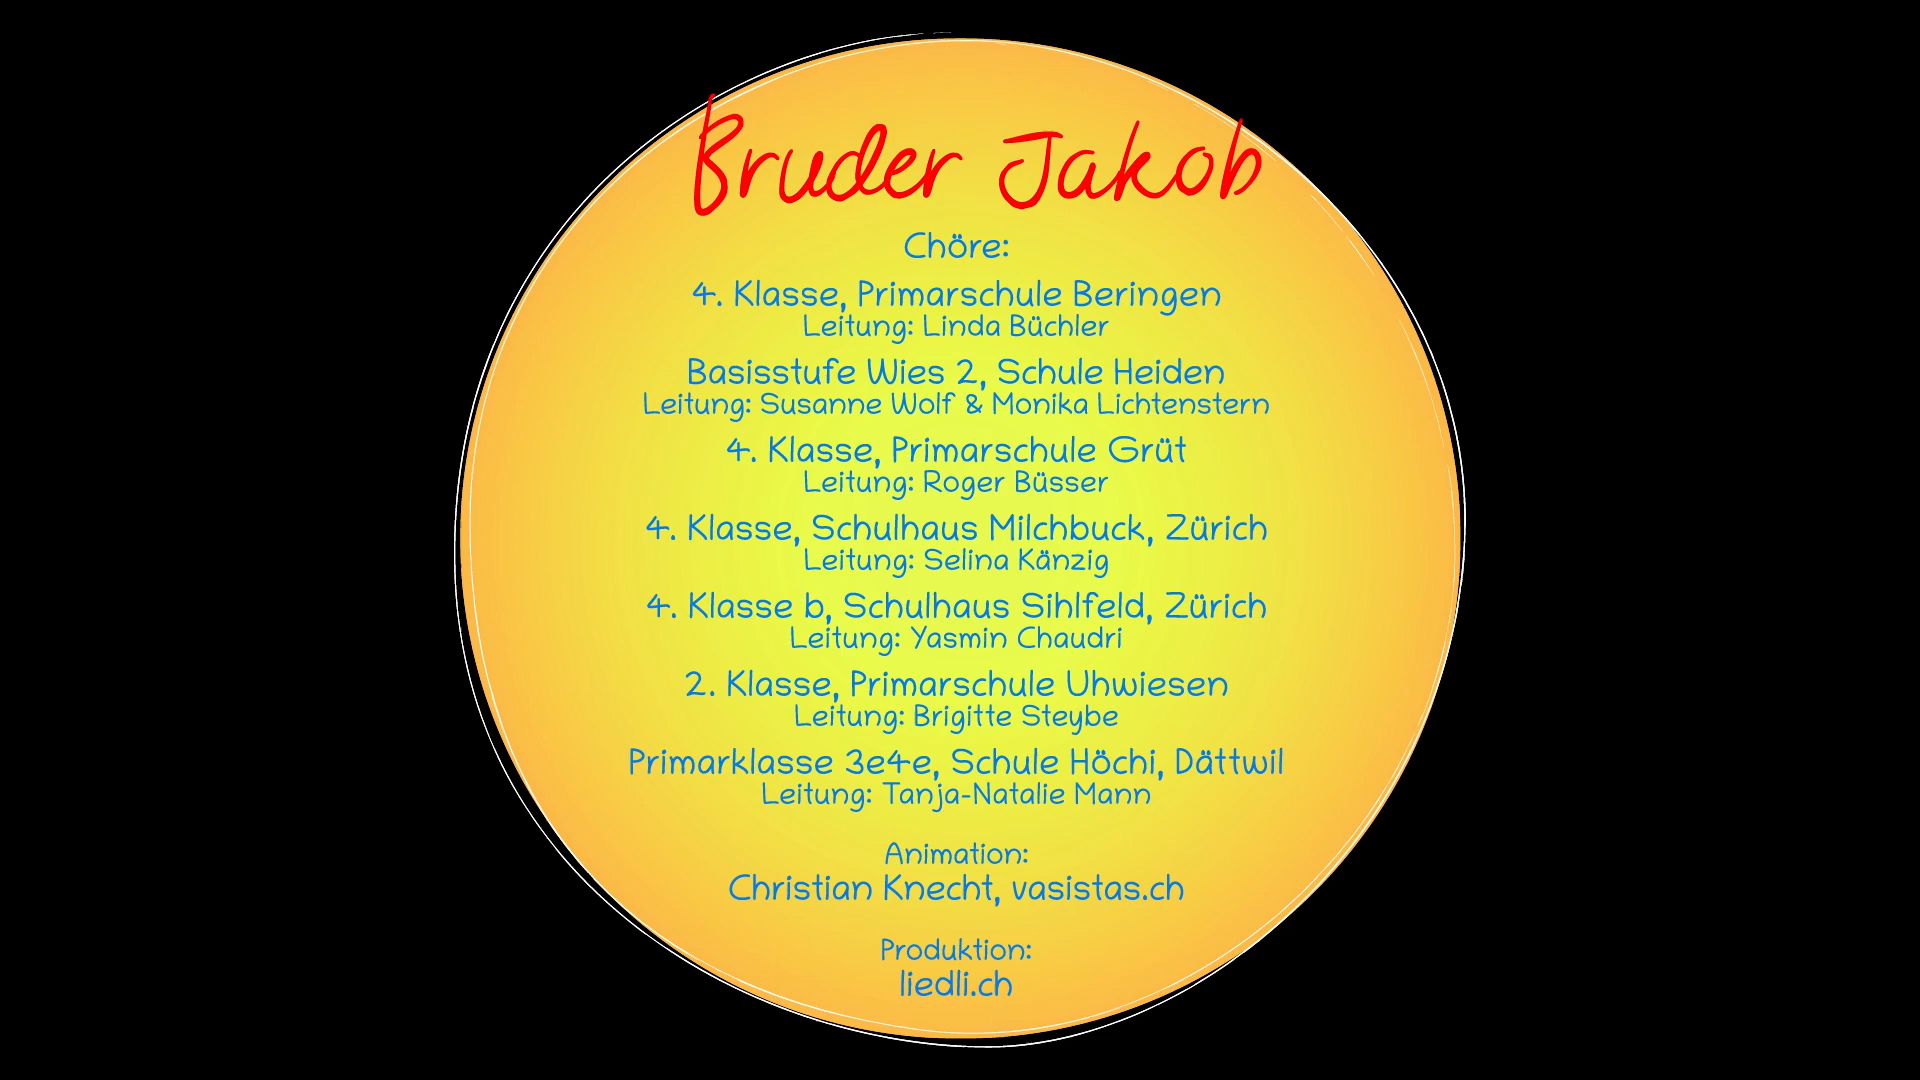 Bruder Jakob
Chöre:
4. Klasse, Primarschule Beringen
Leitung: Linda Büchler
Basisstufe Wies 2, Schule Heiden
Leitung: Susanne Wolf & Monika Lichtenstern
4. Klasse, Primarschule Grüt
Leitung: Roger Büsser
4. Klasse, Schulhaus Milchbuck, Zürich
Leitung: Selina Känzig
4. Klasse b, Schulhaus Sihlfeld, Zürich
Leitung: Yasmin Chaudri
2. Klasse, Primarschule Uhwiesen
Leitung: Brigitte Steybe
Primarklasse 3e4e, Schule Höchi, Dättwil
Leitung: Tanja-Natalie Mann
Animation:
Christian Knecht, vasistas.ch
Produktion:
liedli.ch